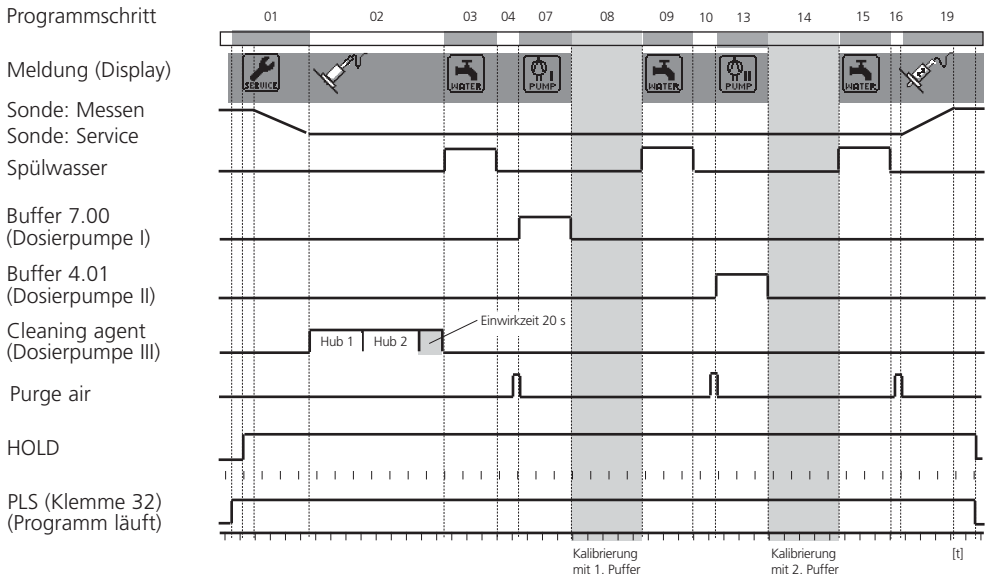 Programmschritt 01 02 03 04 07 08 09 10 13 14 15 16 19
Meldung (Display)
SERVICE WATER I PUMP WATER II PUMP WATER
Sonde: Messen
Sonde: Service
Spülwasser
Buffer 7.00
(Dosierpumpe I)
Buffer 4.01
(Dosierpumpe II)
Cleaning agent
(Dosierpumpe III)
Hub 1 Hub 2 Einwirkzeit 20 s
Purge air
HOLD
PLS (Klemme 32)
(Programm läuft)
Kalibrierung
mit 1. Puffer
Kalibrierung
mit 2. Puffer
[t]